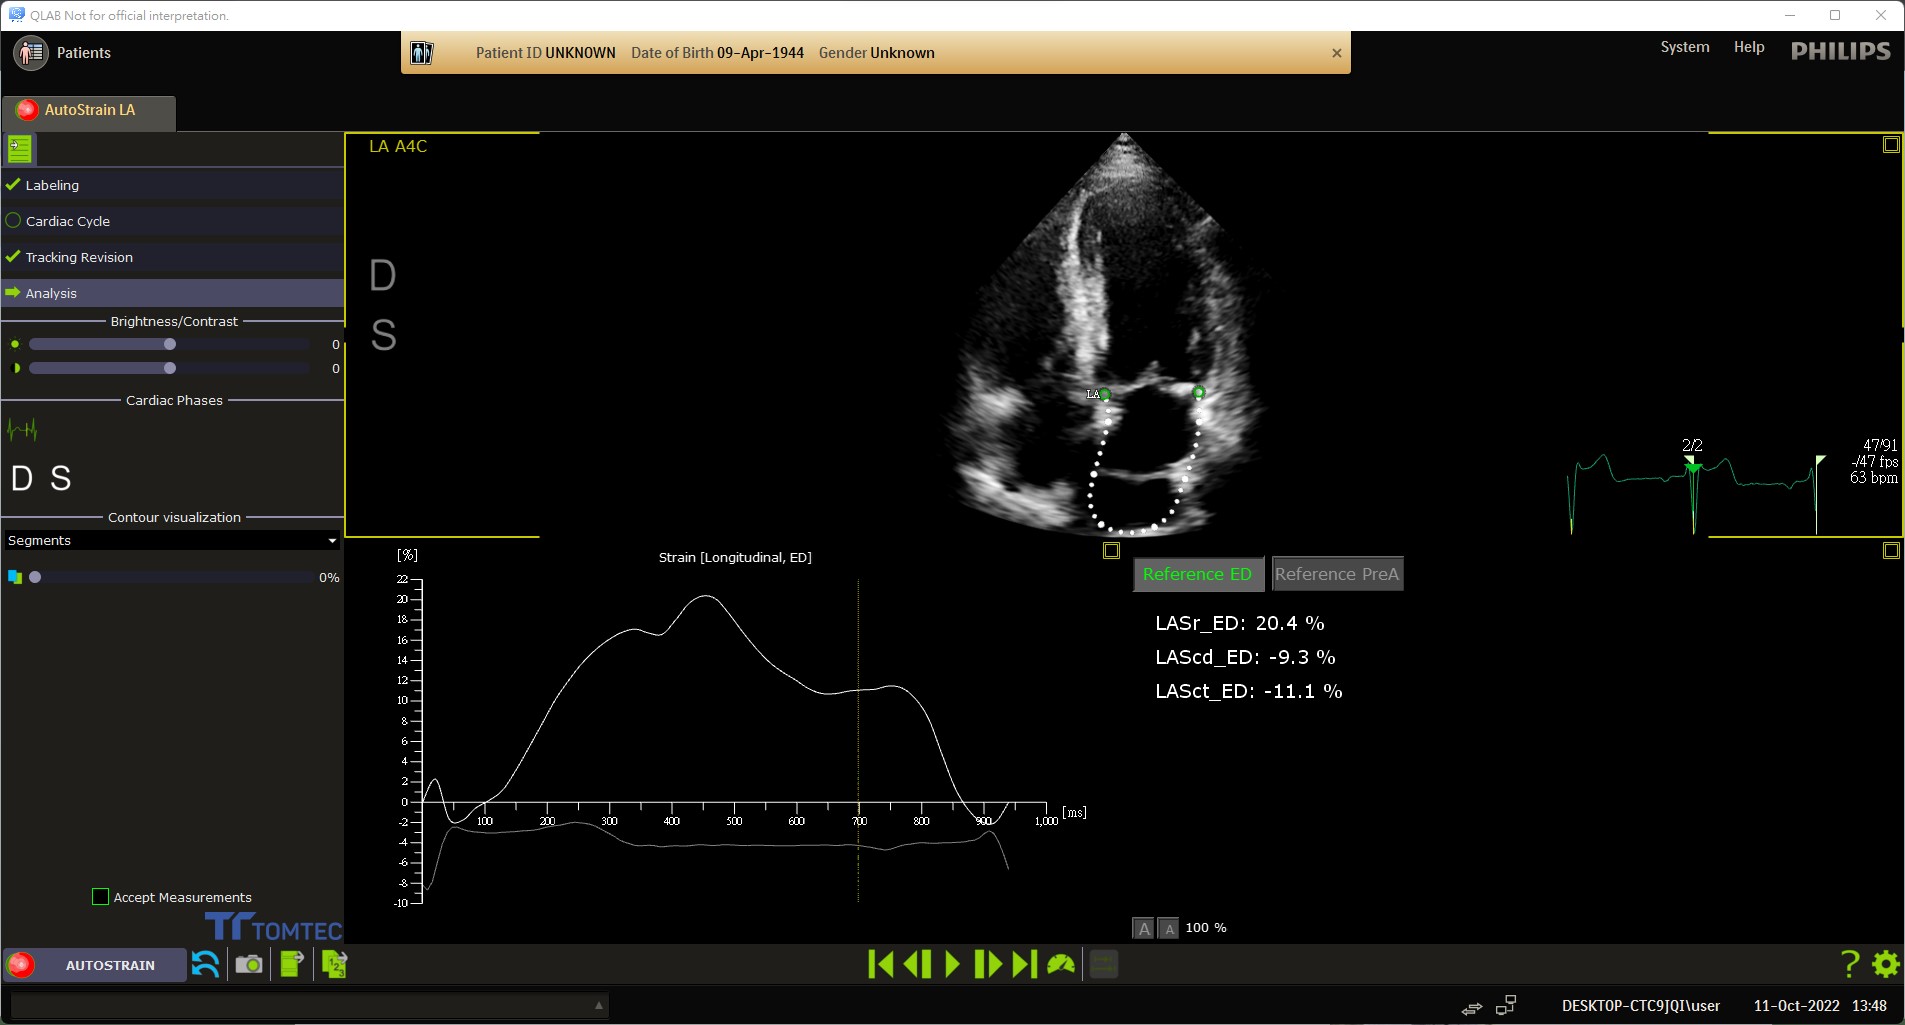 QLAB Not for official interpretation.
Patients
Patient ID UNKNOWN Date of Birth 09-Apr-1944 Gender Unknown
System Help PHILIPS
AutoStrain LA
Labeling
Cardiac Cycle
Tracking Revision
Analysis
Brightness/Contrast
0
0
Cardiac Phases
D S
Contour visualization
Segments
0%
Accept Measurements
TOMTEC
LA A4C
D
S
LA
2/2
47/91
-/47 fps
63 bpm
Strain [Longitudinal, ED]
[%]
22
20
18
16
14
12
10
8
6
4
2
0
-2
-4
-6
-8
-10
100 200 300 400 500 600 700 800 900 1,000 [ms]
Reference ED Reference PreA
LASr_ED: 20.4 %
LAScd_ED: -9.3 %
LASct_ED: -11.1 %
A A 100 %
AUTOSTRAIN
1 2 3
?
DESKTOP-CTC9JQI\user 11-Oct-2022 13:48